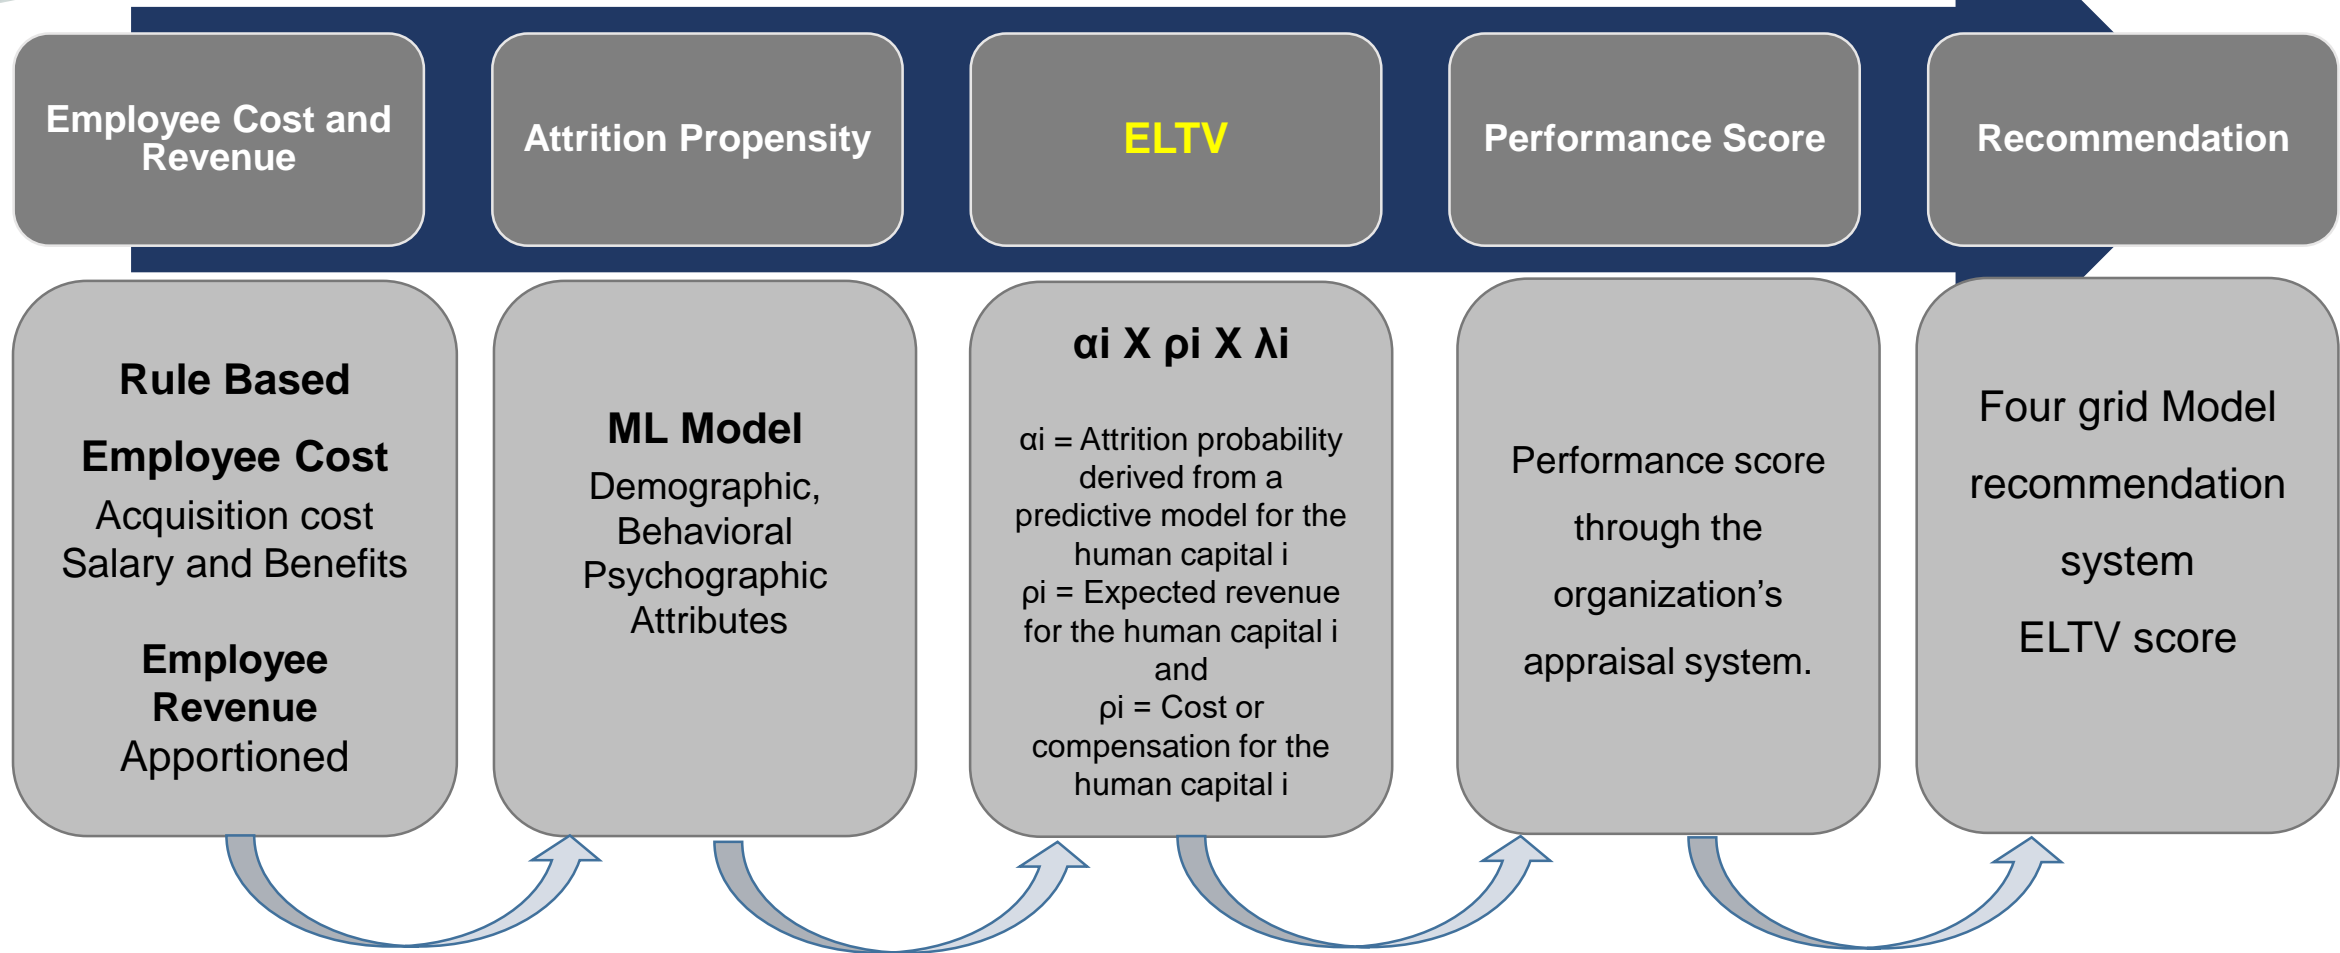 Employee Cost and
Revenue
Attrition Propensity
ELTV
Performance Score
Recommendation
Rule Based
Employee Cost
Acquisition cost
Salary and Benefits
Employee
Revenue
Apportioned
ML Model
Demographic,
Behavioral
Psychographic
Attributes
αi X ρi X λi
αi = Attrition probability
derived from a
predictive model for the
human capital i
ρi = Expected revenue
for the human capital i
and
ρi = Cost or
compensation for the
human capital i
Performance score
through the
organization’s
appraisal system.
Four grid Model
recommendation
system
ELTV score